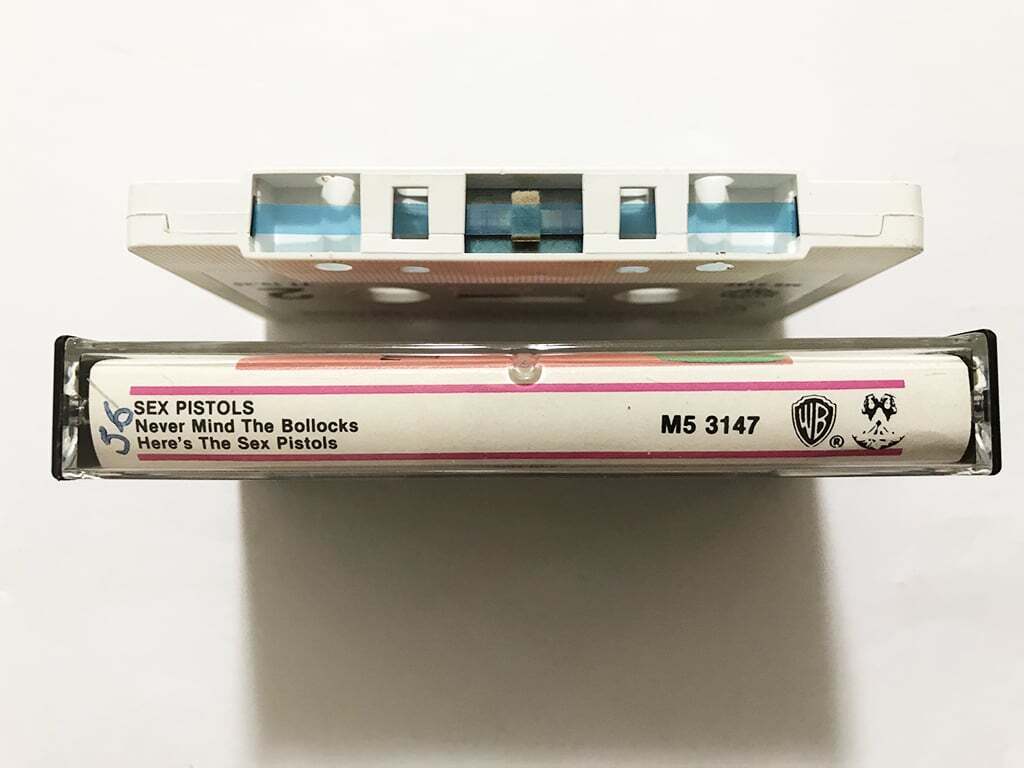 56
SEX PISTOLS
Never Mind The Bollocks
Here's The Sex Pistols
M5 3147
WB
®